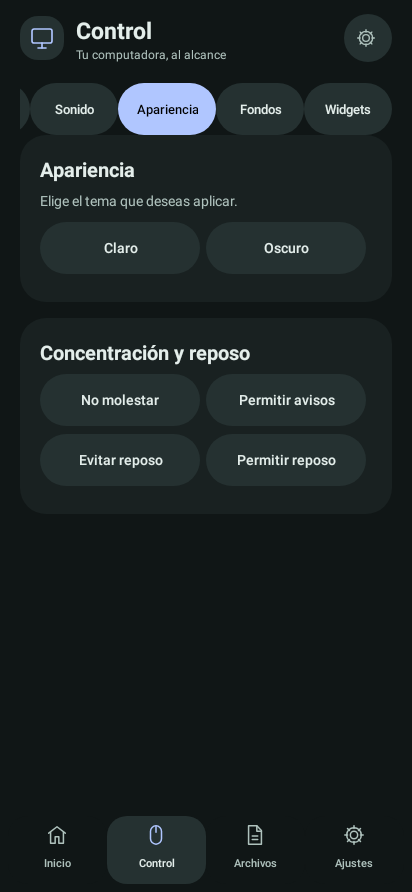 Control
Tu computadora, al alcance
Sonido
Apariencia
Fondos
Widgets
Apariencia
Elige el tema que deseas aplicar.
Claro
Oscuro
Concentración y reposo
No molestar
Permitir avisos
Evitar reposo
Permitir reposo
Inicio
Control
Archivos
Ajustes